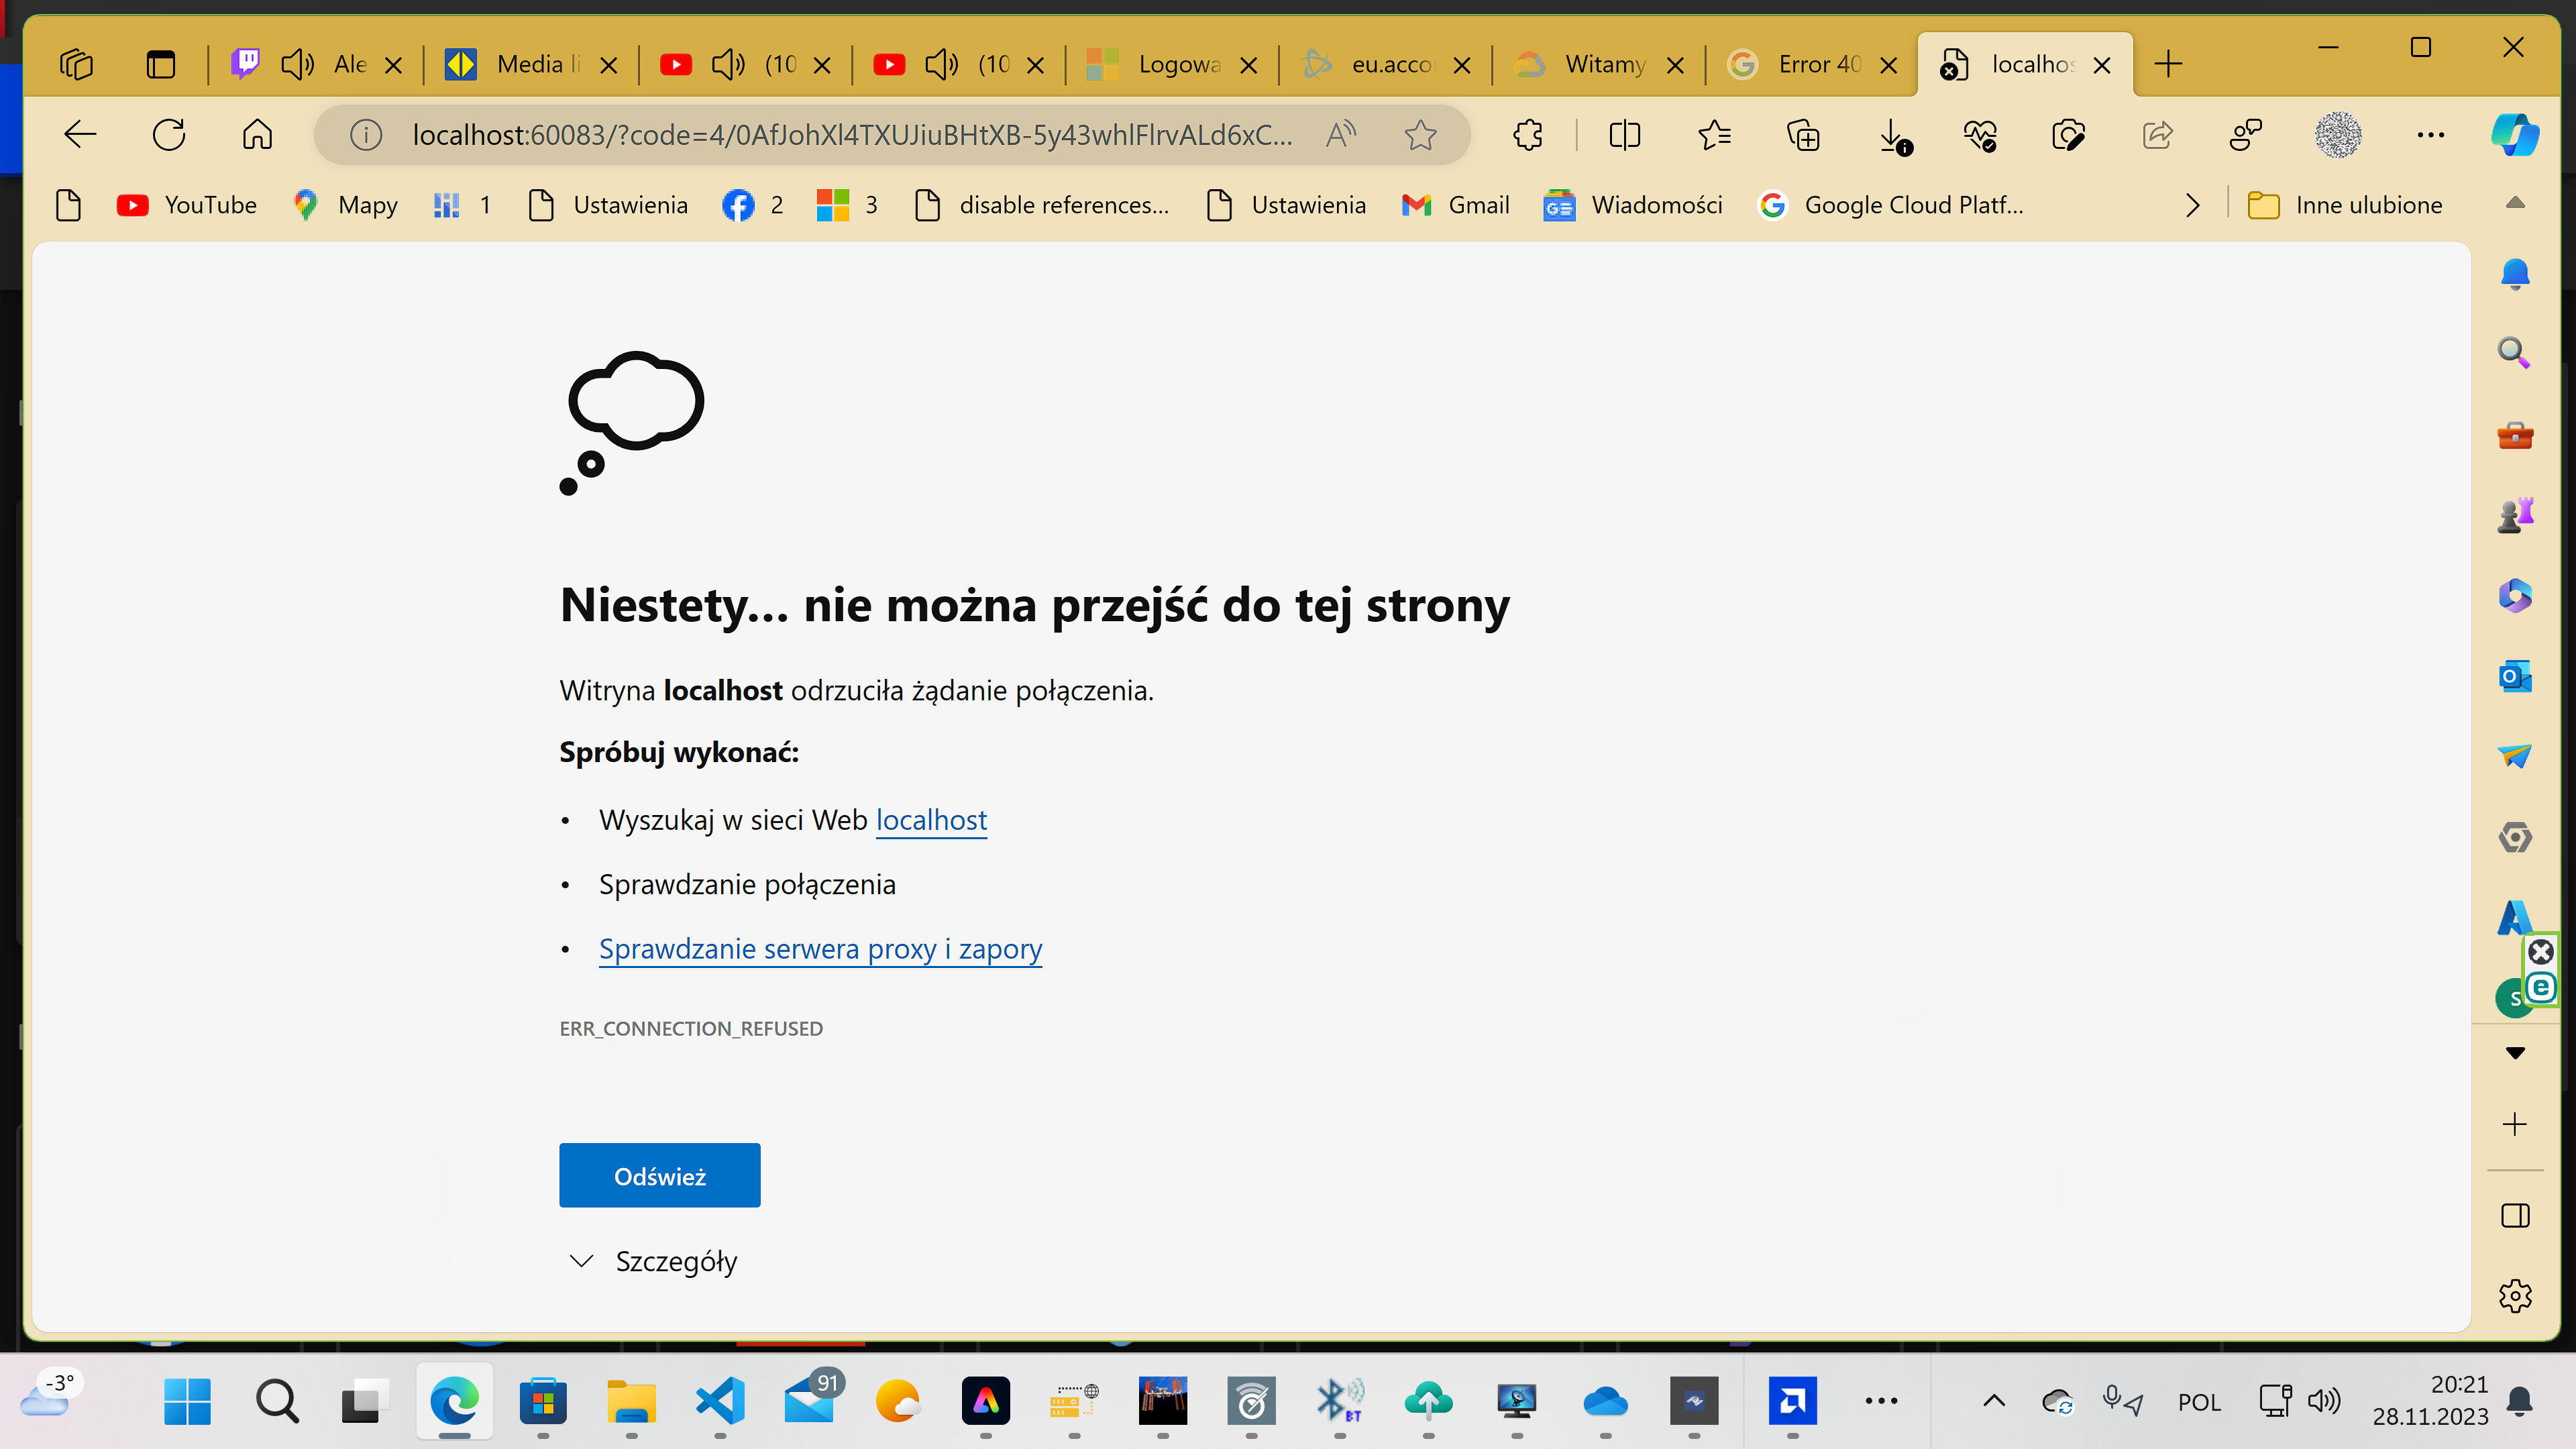 Ale
Media li
(10
(10
Logowa
eu.acco
Witamy
Error 40
localhos
localhost:60083/?code=4/0AfJohXl4TXUJiuBHtXB-5y43whlFlrvALd6xC...
YouTube
Mapy
1
Ustawienia
2
3
disable references...
Ustawienia
Gmail
Wiadomości
Google Cloud Platf...
Inne ulubione
Niestety... nie można przejść do tej strony
Witryna localhost odrzuciła żądanie połączenia.
Spróbuj wykonać:
• Wyszukaj w sieci Web localhost
• Sprawdzanie połączenia
• Sprawdzanie serwera proxy i zapory
ERR_CONNECTION_REFUSED
Odśwież
Szczegóły
-3°
91
BT
POL
20:21
28.11.2023